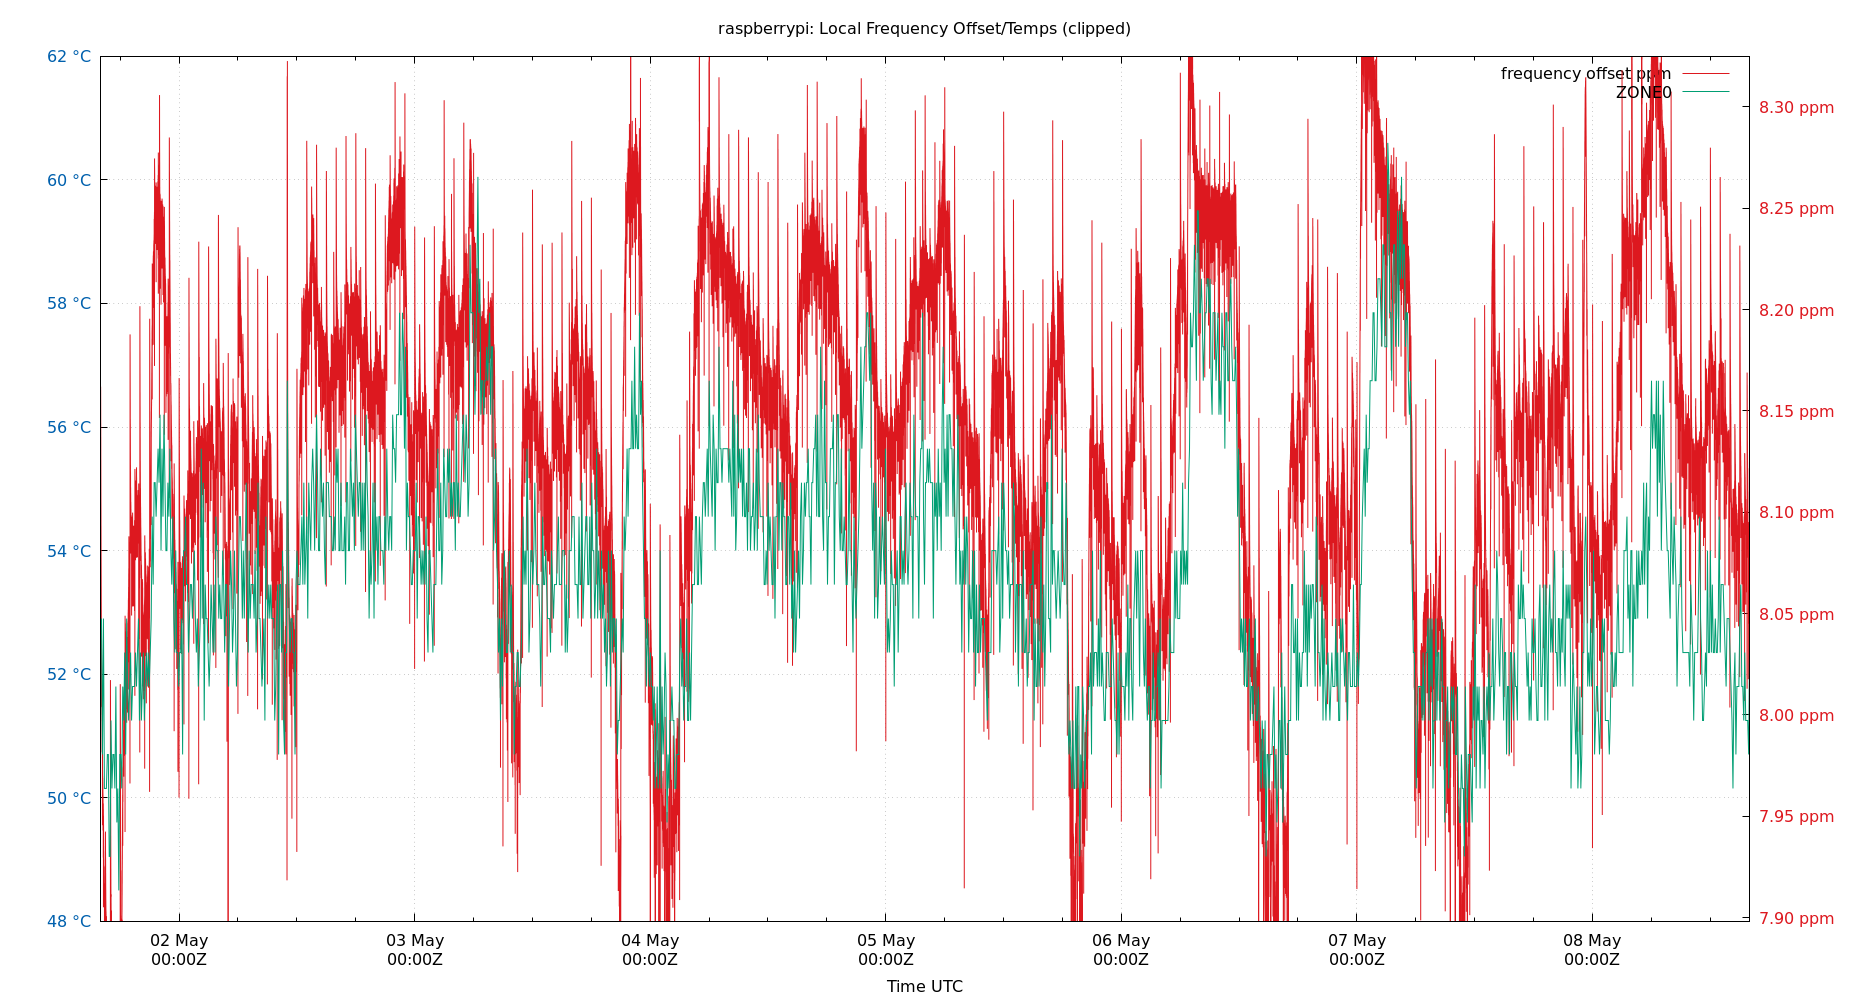 raspberrypi: Local Frequency Offset/Temps (clipped)
frequency offset ppm
ZONE0
62 °C
60 °C
58 °C
56 °C
54 °C
52 °C
50 °C
48 °C
8.30 ppm
8.25 ppm
8.20 ppm
8.15 ppm
8.10 ppm
8.05 ppm
8.00 ppm
7.95 ppm
7.90 ppm
02 May
00:00Z
03 May
00:00Z
04 May
00:00Z
05 May
00:00Z
06 May
00:00Z
07 May
00:00Z
08 May
00:00Z
Time UTC